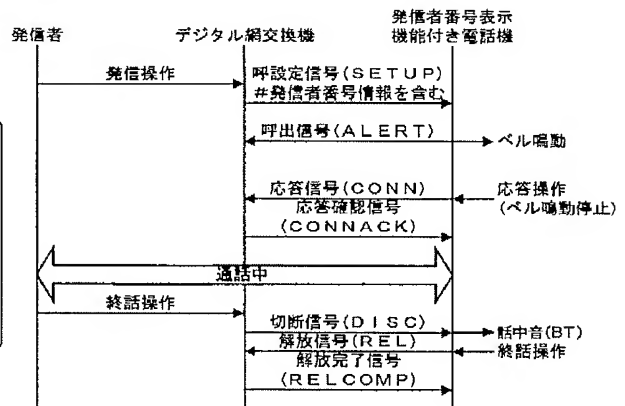 発信者
デジタル網交換機
発信者番号表示
機能付き電話機
発信操作
呼設定信号(SETUP)
#発信者番号情報を含む
呼出信号(ALERT)
ベル鳴動
応答信号(CONN)
応答操作
(ベル鳴動停止)
応答確認信号
(CONNACK)
通話中
終話操作
切断信号(DISC)
話中音(BT)
解放信号(REL)
終話操作
解放完了信号
(RELCOMP)